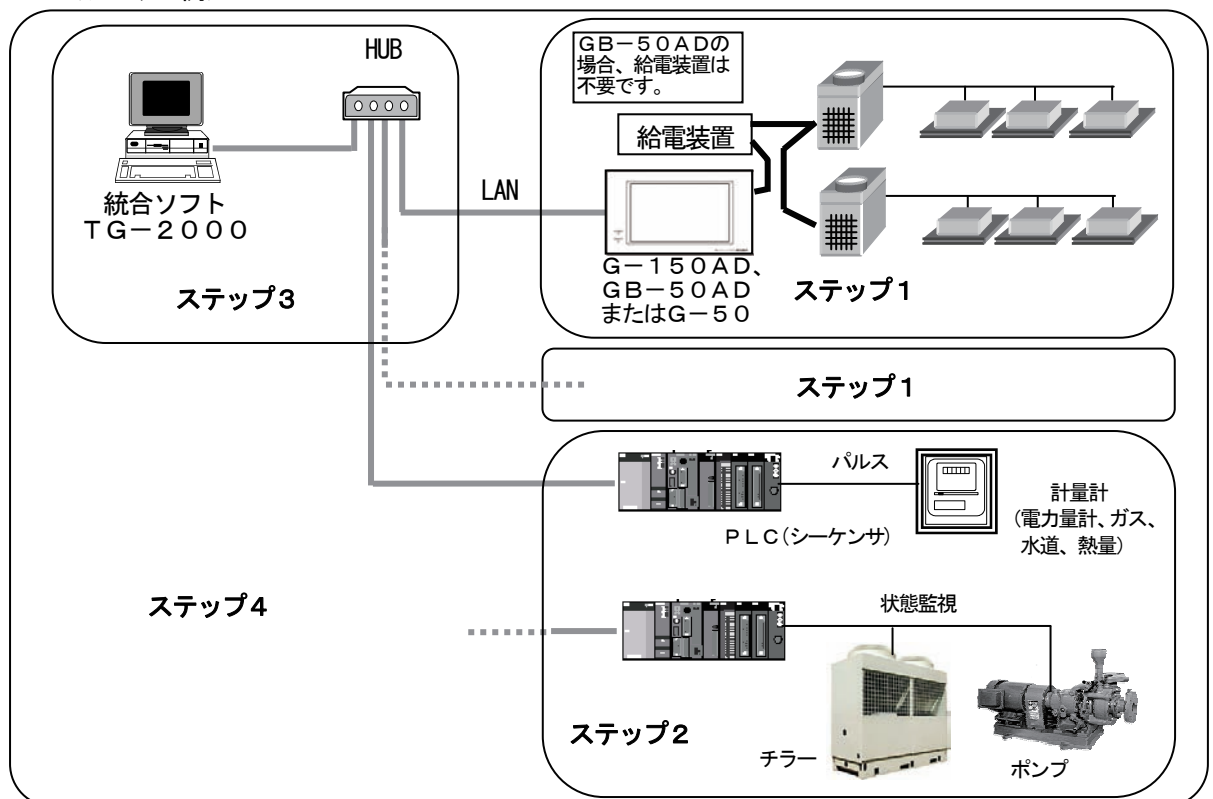 HUB
統合ソフト
TG-2000
ステップ3
LAN
GB-50ADの
場合、給電装置は
不要です。
給電装置
G-150AD、
GB-50AD
またはG-50
ステップ1
ステップ1
パルス
PLC(シーケンサ)
計量計
(電力量計、ガス、
水道、熱量)
ステップ4
状態監視
ステップ2
チラー
ポンプ